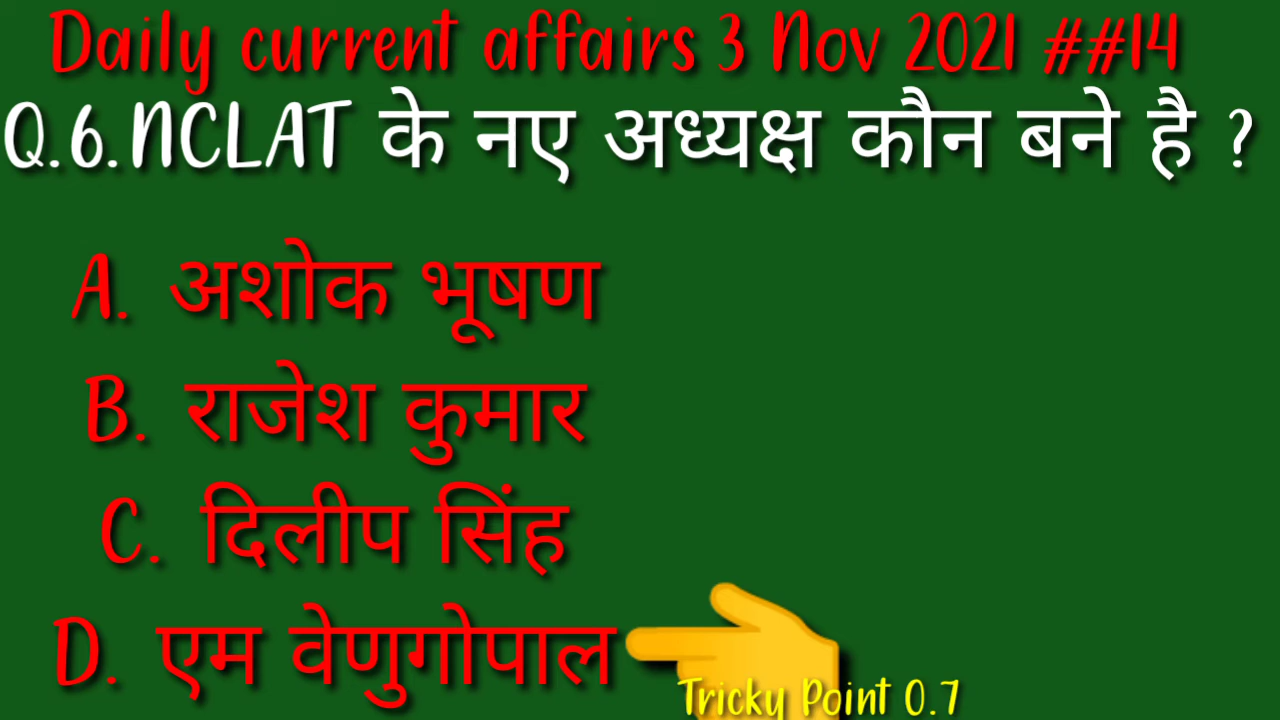 Daily current affairs 3 Nov 2021 ##14
Q.6.NCLAT के नए अध्यक्ष कौन बने है ?
A. अशोक भूषण
B. राजेश कुमार
C. दिलीप सिंह
D. एम वेणुगोपाल
Tricky Point 0.7